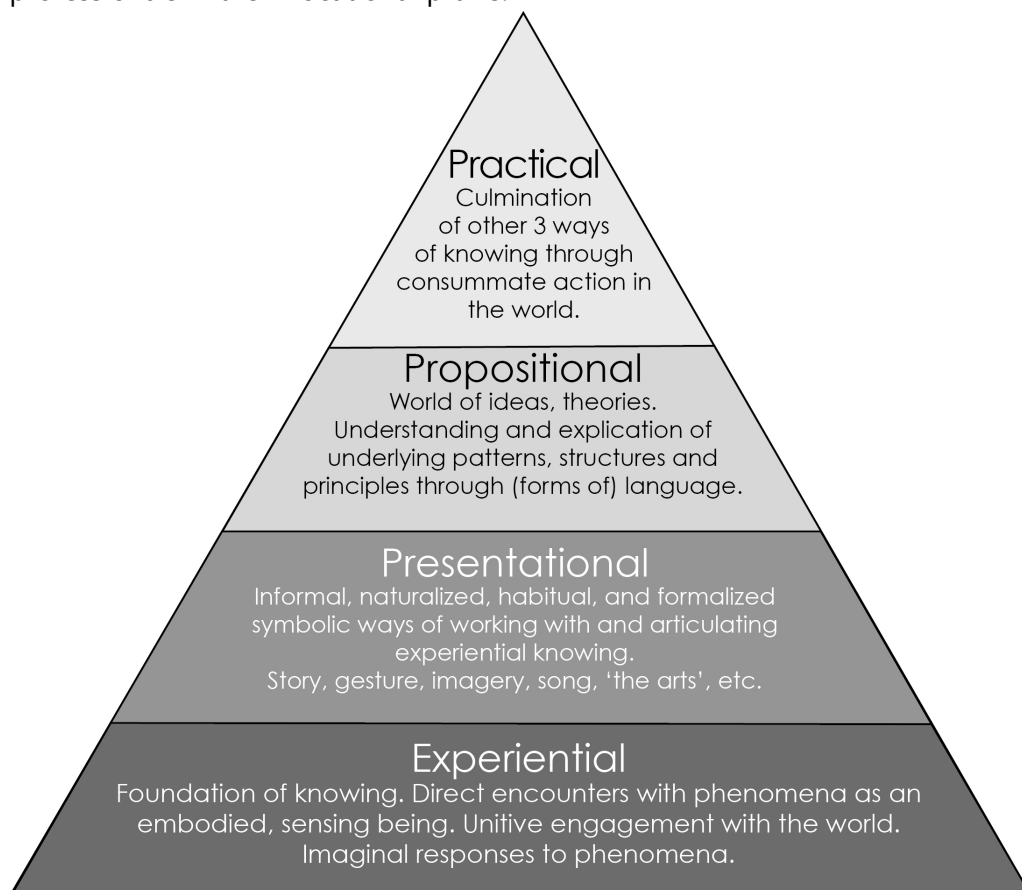 Practical
Culmination
of other 3 ways
of knowing through
consummate action in
the world.
Propositional
World of ideas, theories.
Understanding and explication of
underlying patterns, structures and
principles through (forms of) language.
Presentational
Informal, naturalized, habitual, and formalized
symbolic ways of working with and articulating
experiential knowing.
Story, gesture, imagery, song, ‘the arts’, etc.
Experiential
Foundation of knowing. Direct encounters with phenomena as an
embodied, sensing being. Unitive engagement with the world.
Imaginal responses to phenomena.